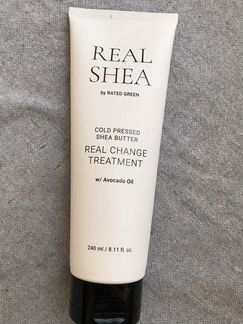 REAL
SHEA
by RATED GREEN
COLD PRESSED
SHEA BUTTER
REAL CHANGE
TREATMENT
w/ Avocado Oil
240 ml / 8.11 fl. oz.